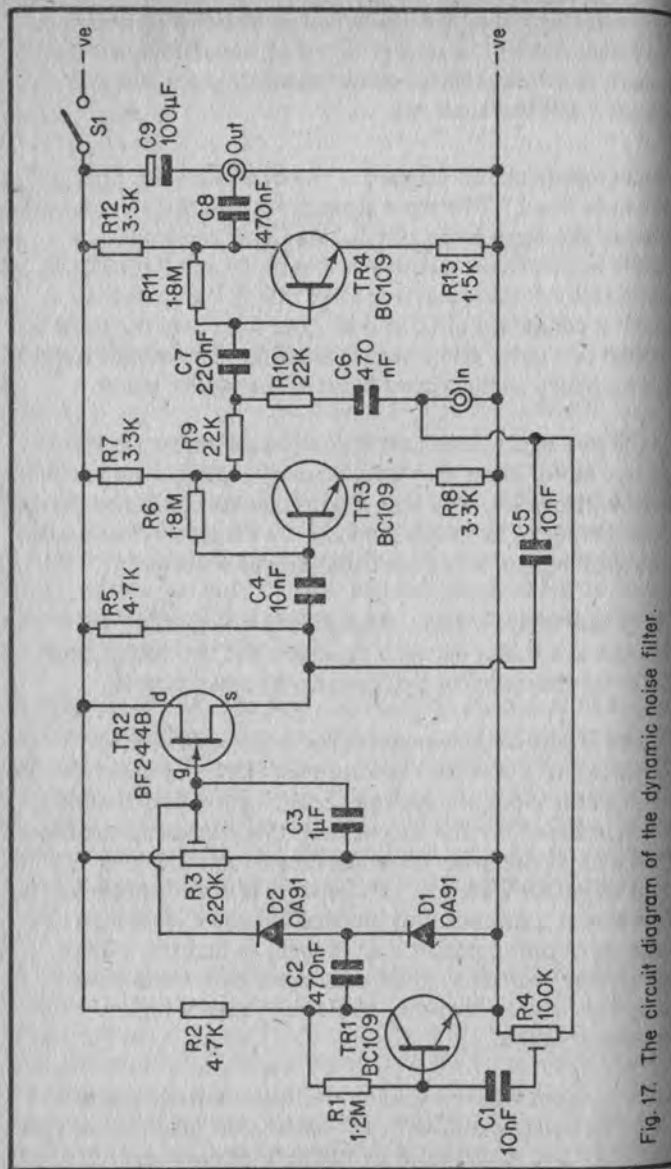 R2
4·7K
R1
1·2M
C1
10nF
TR1
BC109
R4
100K
C2
470nF
D2
OA91
D1
OA91
R3
220K
C3
1µF
TR2
BF244B
d
g
s
R5
4·7K
C4
10nF
R6
1·8M
R7
3·3K
TR3
BC109
R8
3·3K
C5
10nF
R9
22K
R10
22K
C6
470
nF
In
C7
220nF
R11
1·8M
R12
3·3K
TR4
BC109
R13
1·5K
C8
470nF
Out
C9
100µF
S1
-ve
-ve
Fig. 17. The circuit diagram of the dynamic noise filter.